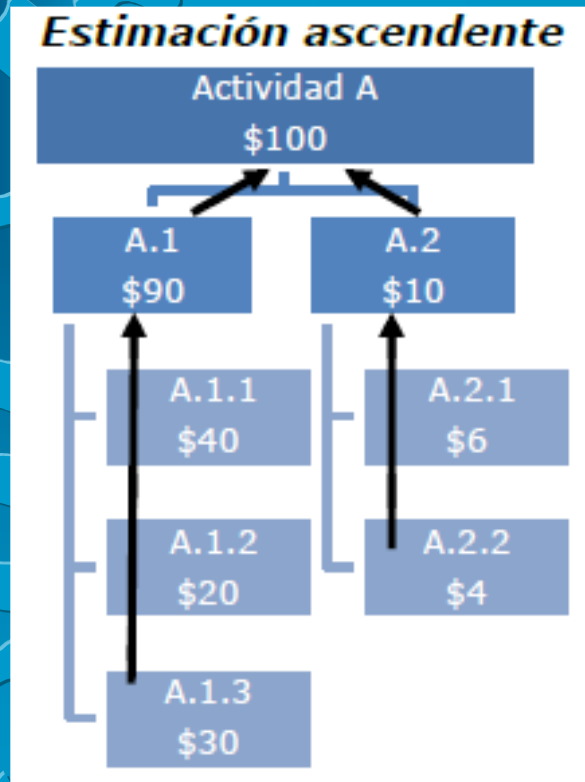 Estimación ascendente
Actividad A
$100
A.1
$90
A.2
$10
A.1.1
$40
A.2.1
$6
A.1.2
$20
A.2.2
$4
A.1.3
$30